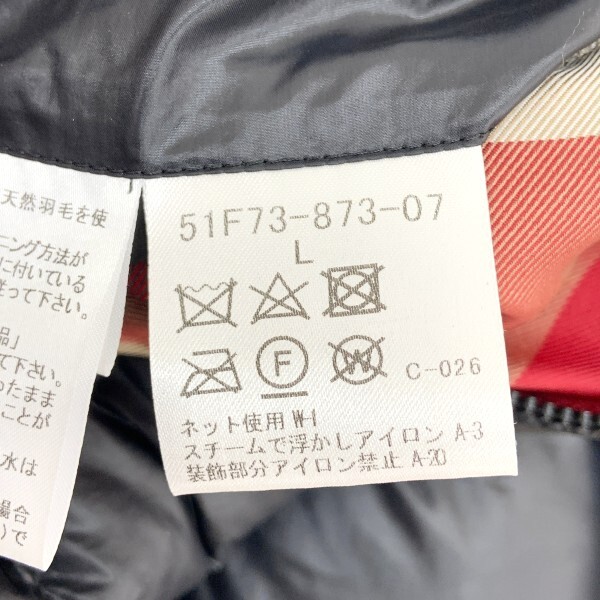 天然羽毛を使
ニング方法が
に付いている
従って下さい。
品」
て下さい。
ったまま
ことが
水は
場合
)で
51F73-873-07
L
F
W
C-026
ネット使用 W-1
スチームで浮かしアイロン A-3
装飾部分アイロン禁止 A-20